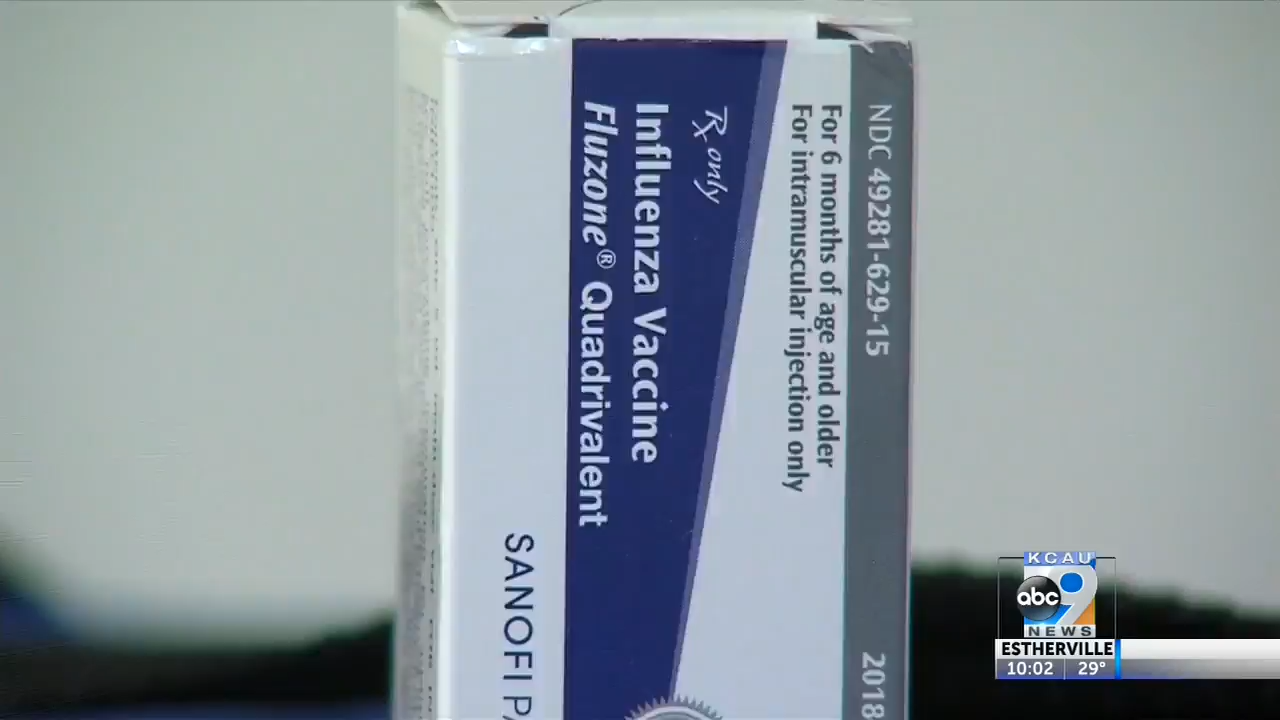 NDC 49281-629-15
2018
For 6 months of age and older
For intramuscular injection only
Rx only
Influenza Vaccine
Fluzone® Quadrivalent
SANOFI
KCAU
abc 9
NEWS
ESTHERVILLE
10:02 29°